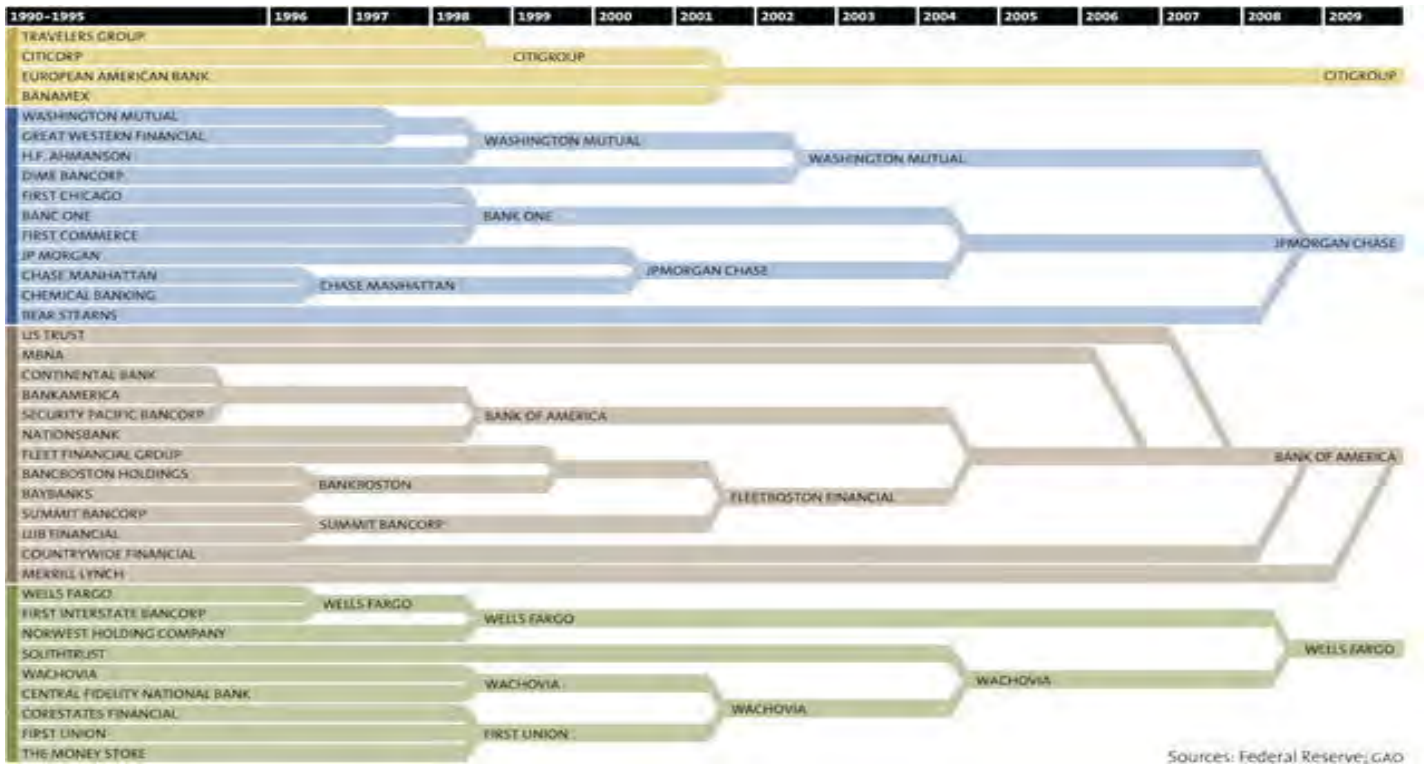 1990-1995 1996 1997 1998 1999 2000 2001 2002 2003 2004 2005 2006 2007 2008 2009
TRAVELERS GROUP
CITICORP CITIGROUP
EUROPEAN AMERICAN BANK CITIGROUP
BANAMEX
WASHINGTON MUTUAL
GREAT WESTERN FINANCIAL WASHINGTON MUTUAL
H.F. AHMANSON WASHINGTON MUTUAL
DIME BANCORP
FIRST CHICAGO
BANC ONE BANK ONE
FIRST COMMERCE
JPMORGAN CHASE
JP MORGAN
CHASE MANHATTAN JPMORGAN CHASE
CHASE MANHATTAN
CHEMICAL BANKING
BEAR STEARNS
US TRUST
MBNA
CONTINENTAL BANK
BANKAMERICA
SECURITY PACIFIC BANCORP BANK OF AMERICA
NATIONSBANK
FLEET FINANCIAL GROUP BANK OF AMERICA
BANCBOSTON HOLDINGS
BANKBOSTON
BAYBANKS FLEETBOSTON FINANCIAL
SUMMIT BANCORP
SUMMIT BANCORP
UJB FINANCIAL
COUNTRYWIDE FINANCIAL
MERRILL LYNCH
WELLS FARGO
WELLS FARGO
FIRST INTERSTATE BANCORP WELLS FARGO
NORWEST HOLDING COMPANY
SOUTHTRUST WELLS FARGO
WACHOVIA
WACHOVIA WACHOVIA
CENTRAL FIDELITY NATIONAL BANK
CORESTATES FINANCIAL WACHOVIA
FIRST UNION FIRST UNION
THE MONEY STORE
Sources: Federal Reserve; GAO